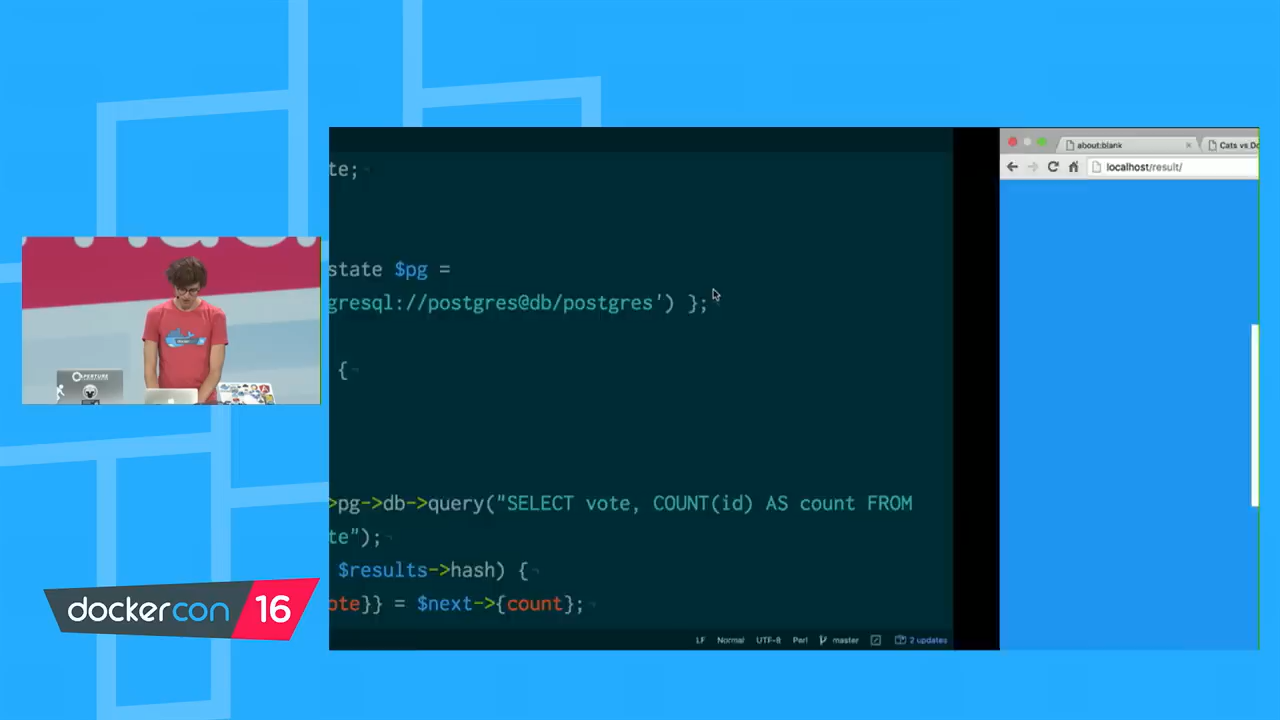 te;
state $pg =
gresql://postgres@db/postgres') };
{
>pg->db->query("SELECT vote, COUNT(id) AS count FROM
te");
$results->hash) {
ote}} = $next->{count};
LF Normal UTF-8 Perl master 2 updates
about:blank
Cats vs Do
localhost/result/
APERTURE
dockercon 16